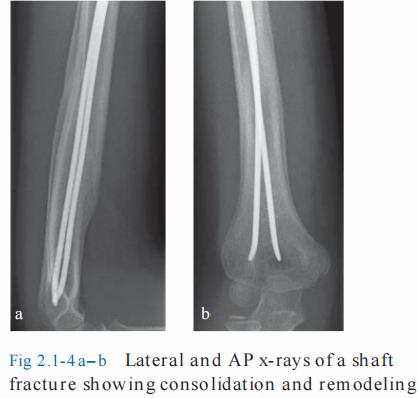 a
b
Fig 2.1-4 a–b Lateral and AP x-rays of a shaft
fracture showing consolidation and remodeling